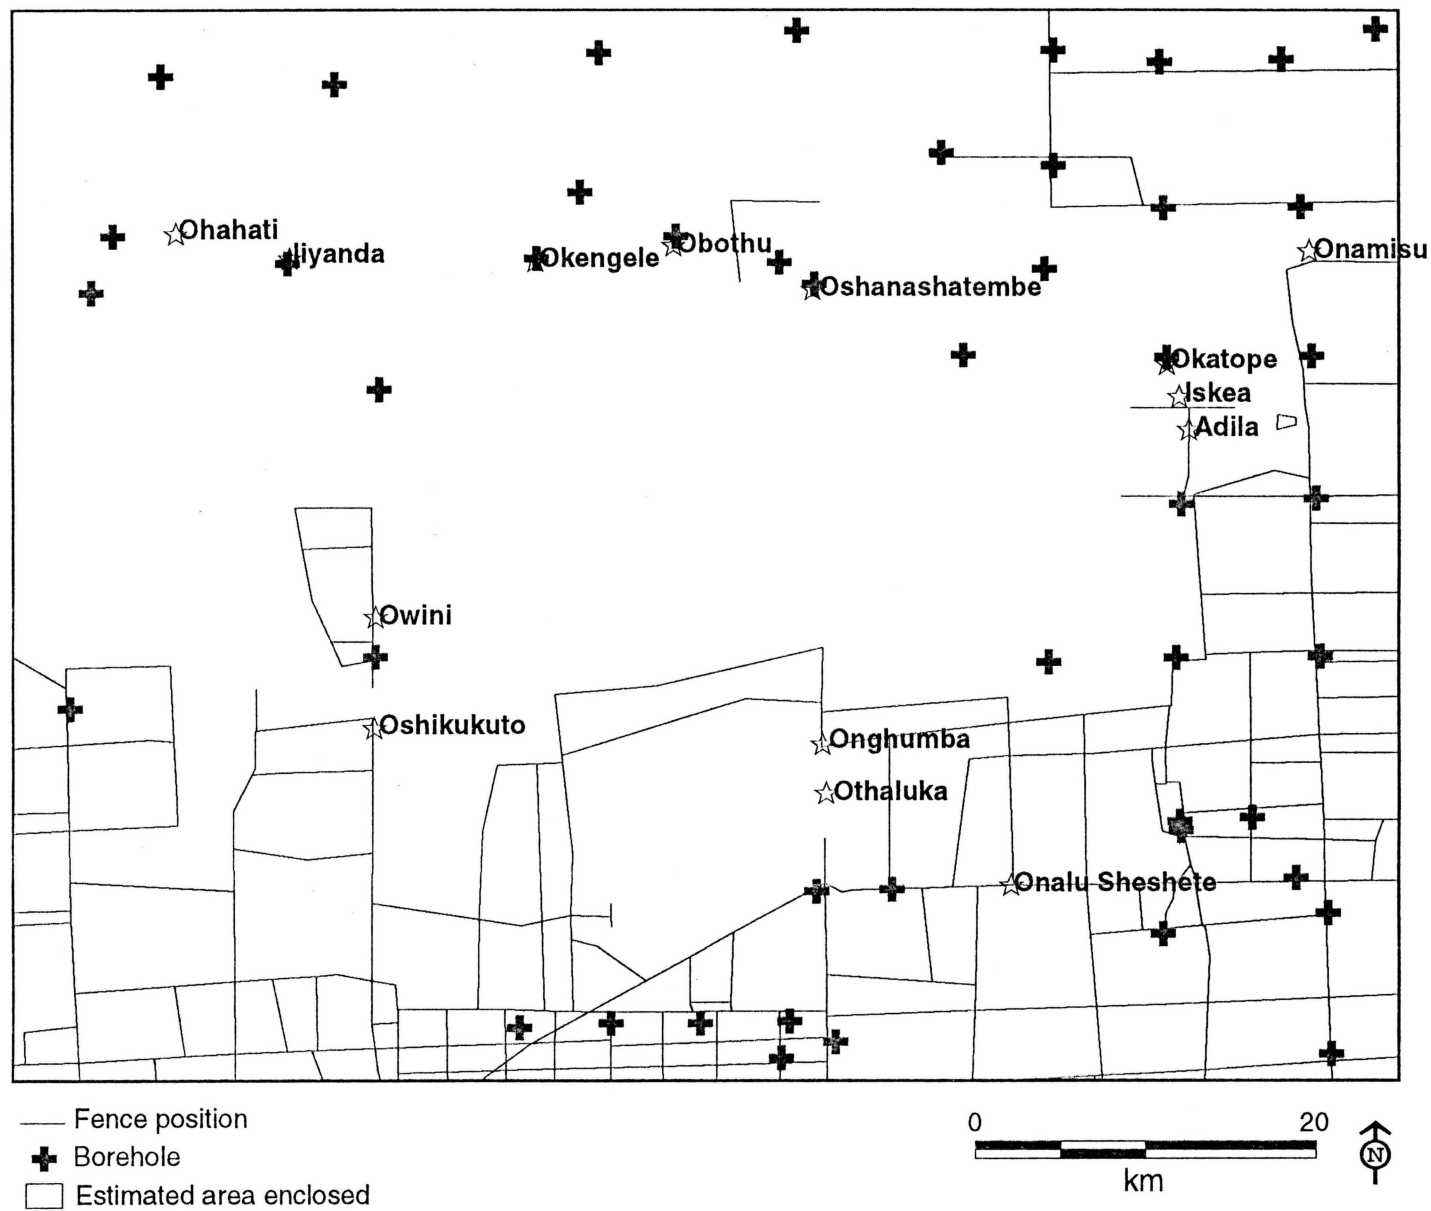 Ohahati
Iiyanda
Okengele
Obothu
Oshanashatembe
Onamisu
Okatope
Iskea
Adila
Owini
Oshikukuto
Onghumba
Othaluka
Onalu Sheshete
Fence position
Borehole
Estimated area enclosed
0 20
km
N